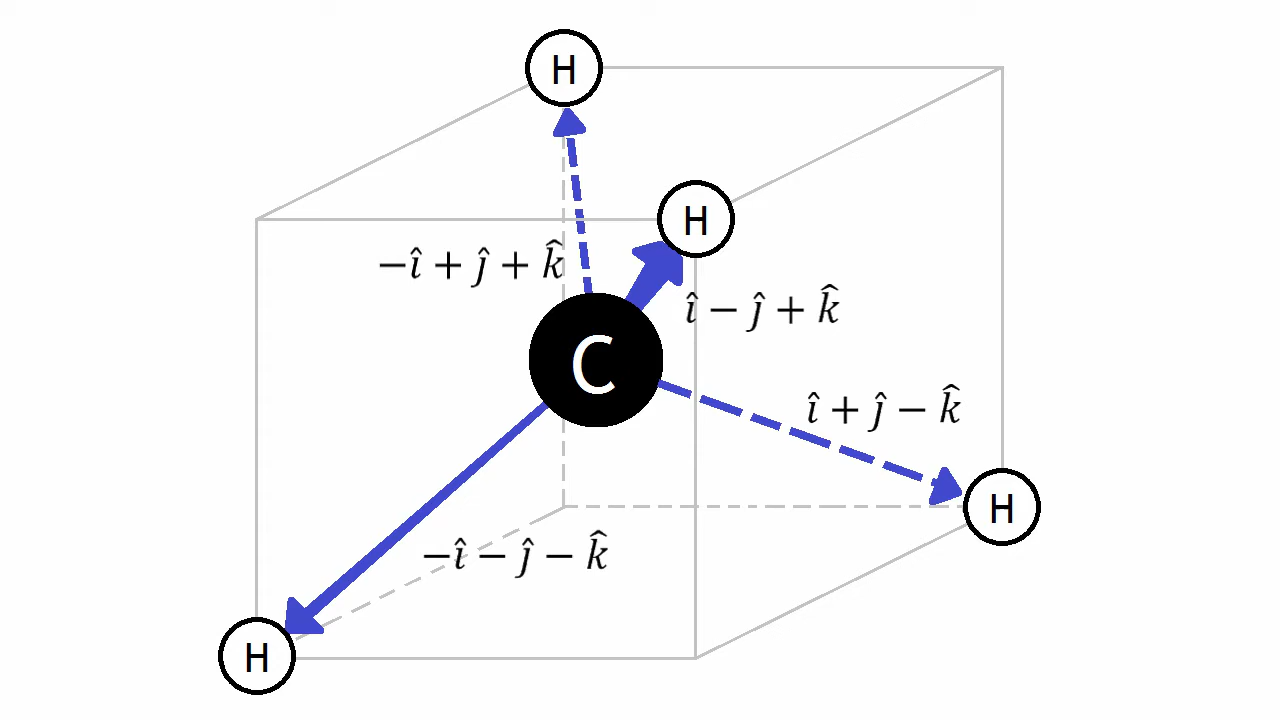 H
H
−î + ĵ + k̂
î − ĵ + k̂
C
î + ĵ − k̂
H
−î − ĵ − k̂
H